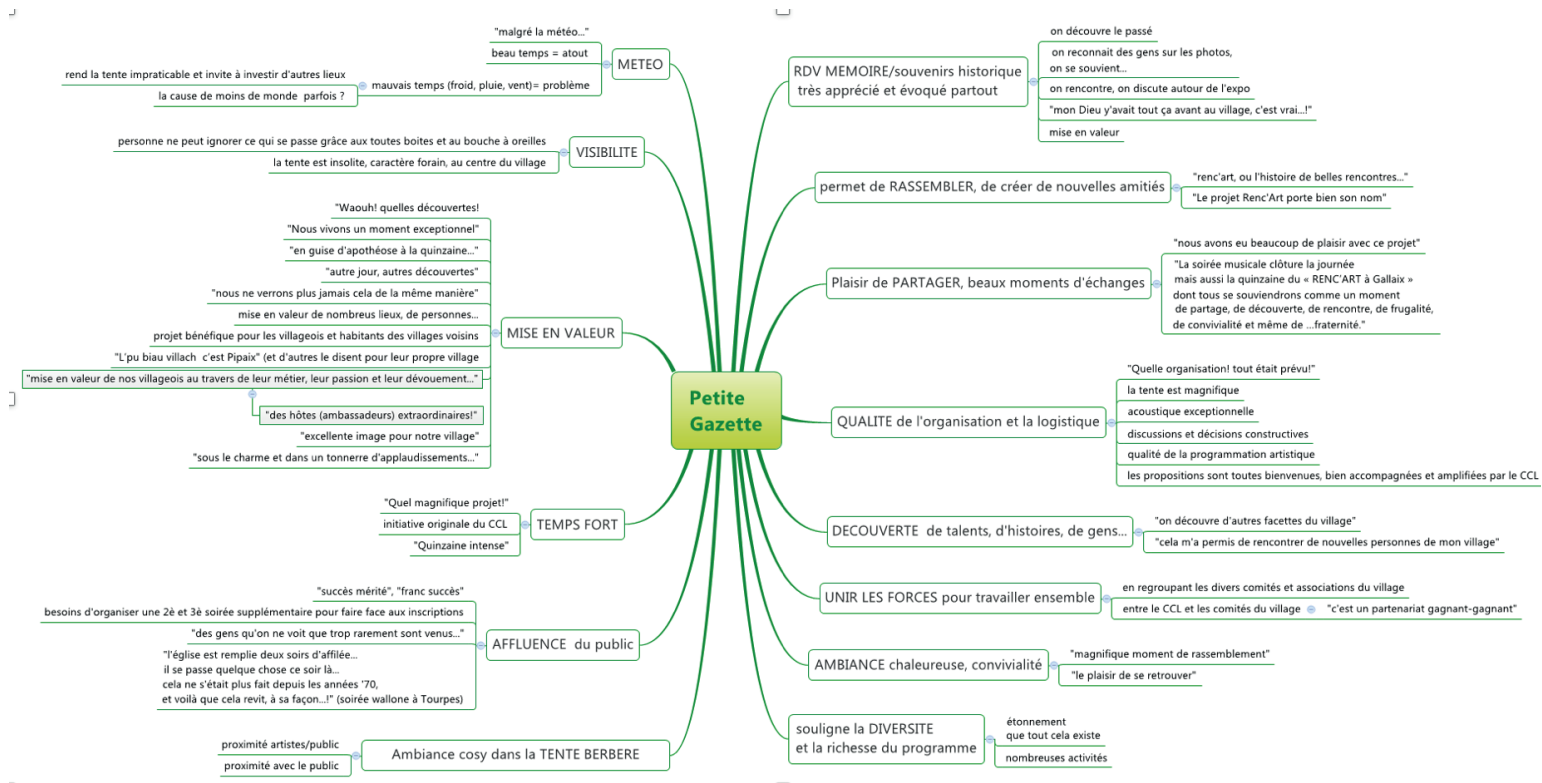 Petite
Gazette
METEO
"malgré la météo..."
beau temps = atout
mauvais temps (froid, pluie, vent)= problème
rend la tente impraticable et invite à investir d'autres lieux
la cause de moins de monde  parfois ?
VISIBILITE
personne ne peut ignorer ce qui se passe grâce aux toutes boites et au bouche à oreilles
la tente est insolite, caractère forain, au centre du village
MISE EN VALEUR
"Waouh! quelles découvertes!
"Nous vivons un moment exceptionnel"
"en guise d'apothéose à la quinzaine..."
"autre jour, autres découvertes"
"nous ne verrons plus jamais cela de la même manière"
mise en valeur de nombreus lieux, de personnes...
projet bénéfique pour les villageois et habitants des villages voisins
"L'pu biau villach  c'est Pipaix" (et d'autres le disent pour leur propre village
"mise en valeur de nos villageois au travers de leur métier, leur passion et leur dévouement..."
"des hôtes (ambassadeurs) extraordinaires!"
"excellente image pour notre village"
"sous le charme et dans un tonnerre d'applaudissements..."
TEMPS FORT
"Quel magnifique projet!"
initiative originale du CCL
"Quinzaine intense"
AFFLUENCE  du public
"succès mérité", "franc succès"
besoins d'organiser une 2è et 3è soirée supplémentaire pour faire face aux inscriptions
"des gens qu'on ne voit que trop rarement sont venus..."
"l'église est remplie deux soirs d'affilée...
il se passe quelque chose ce soir là...
cela ne s'était plus fait depuis les années '70,
et voilà que cela revit, à sa façon...!" (soirée wallone à Tourpes)
Ambiance cosy dans la TENTE BERBERE
proximité artistes/public
proximité avec le public
RDV MEMOIRE/souvenirs historique
très apprécié et évoqué partout
on découvre le passé
on reconnait des gens sur les photos,
on se souvient...
on rencontre, on discute autour de l'expo
"mon Dieu y'avait tout ça avant au village, c'est vrai...!"
mise en valeur
permet de RASSEMBLER, de créer de nouvelles amitiés
"renc'art, ou l'histoire de belles rencontres..."
"Le projet Renc'Art porte bien son nom"
Plaisir de PARTAGER, beaux moments d'échanges
"nous avons eu beaucoup de plaisir avec ce projet"
"La soirée musicale clôture la journée
mais aussi la quinzaine du « RENC'ART à Gallaix »
dont tous se souviendrons comme un moment
de partage, de découverte, de rencontre, de frugalité,
de convivialité et même de ...fraternité."
QUALITE de l'organisation et la logistique
"Quelle organisation! tout était prévu!"
la tente est magnifique
acoustique exceptionnelle
discussions et décisions constructives
qualité de la programmation artistique
les propositions sont toutes bienvenues, bien accompagnées et amplifiées par le CCL
DECOUVERTE  de talents, d'histoires, de gens...
"on découvre d'autres facettes du village"
"cela m'a permis de rencontrer de nouvelles personnes de mon village"
UNIR LES FORCES pour travailler ensemble
en regroupant les divers comités et associations du village
entre le CCL et les comités du village
"c'est un partenariat gagnant-gagnant"
AMBIANCE chaleureuse, convivialité
"magnifique moment de rassemblement"
"le plaisir de se retrouver"
souligne la DIVERSITE
et la richesse du programme
étonnement
que tout cela existe
nombreuses activités